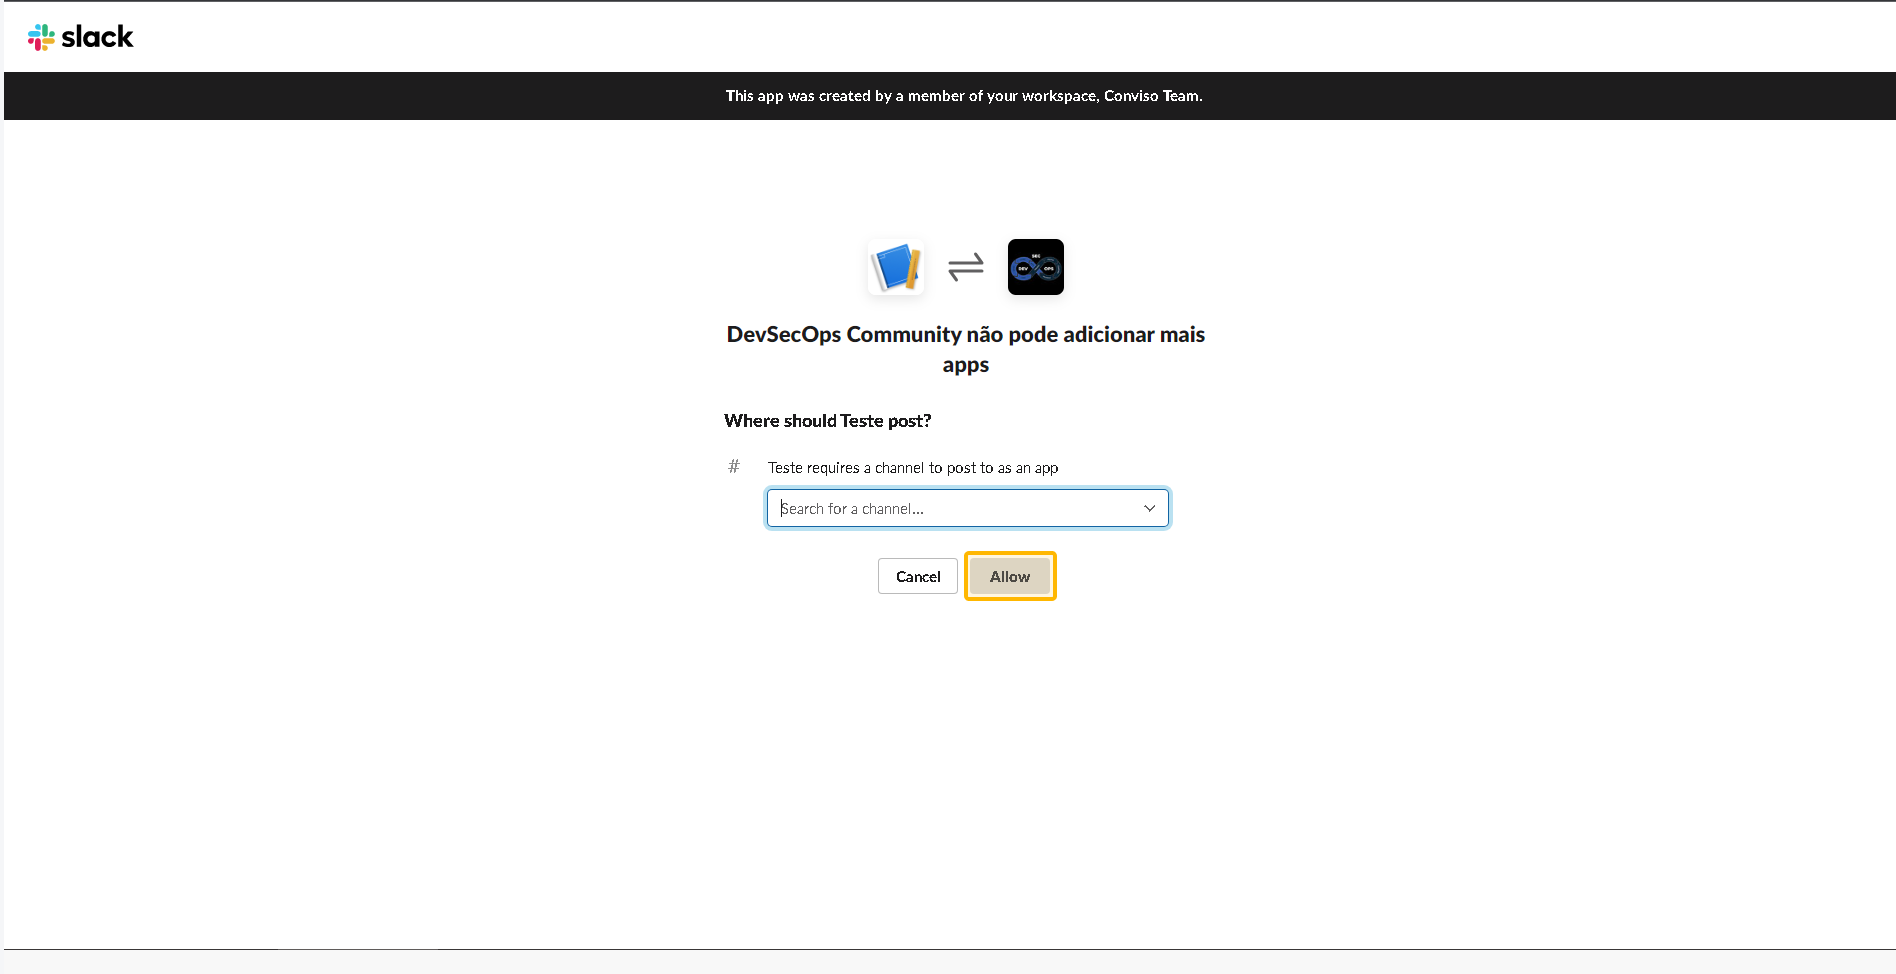 slack
This app was created by a member of your workspace, Conviso Team.
SEC
DEV OPS
DevSecOps Community não pode adicionar mais
apps
Where should Teste post?
# Teste requires a channel to post to as an app
Search for a channel...
Cancel Allow